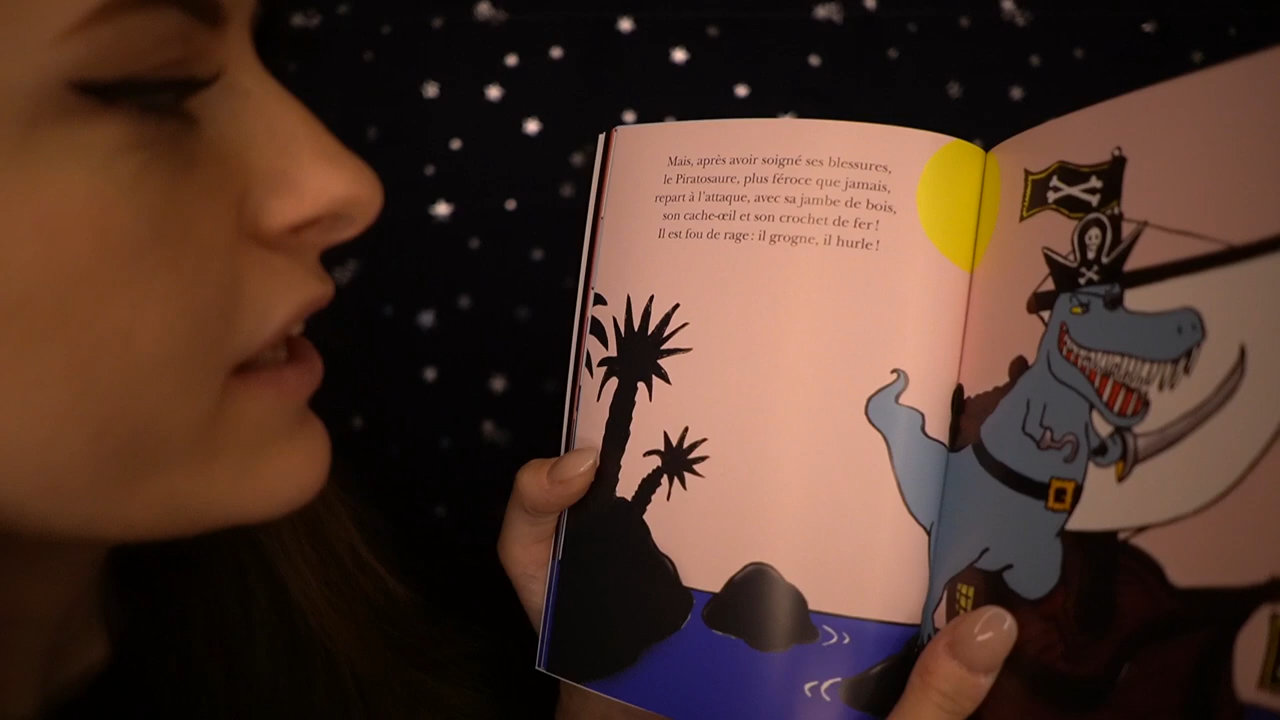 Mais, après avoir soigné ses blessures,
le Piratosaure, plus féroce que jamais,
repart à l'attaque, avec sa jambe de bois,
son cache-œil et son crochet de fer !
Il est fou de rage : il grogne, il hurle !